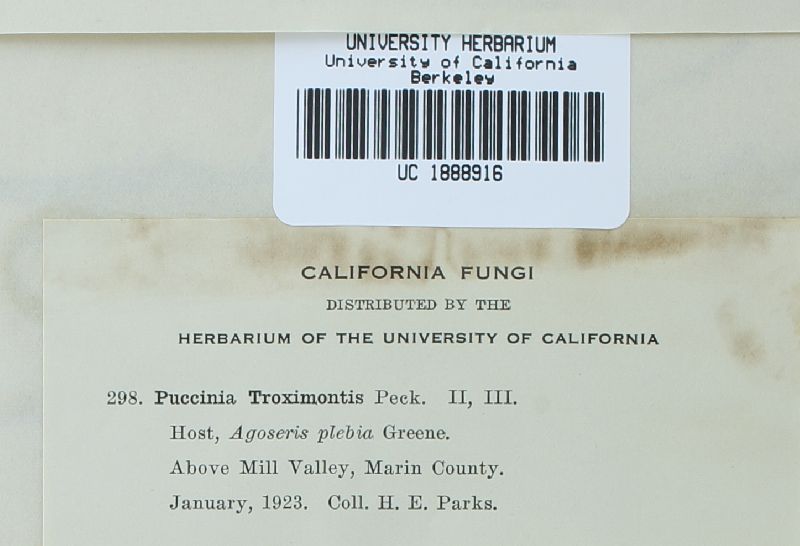 UNIVERSITY HERBARIUM
University of California
Berkeley
UC 1888916
CALIFORNIA FUNGI
DISTRIBUTED BY THE
HERBARIUM OF THE UNIVERSITY OF CALIFORNIA
298. Puccinia Troximontis Peck. II, III.
Host, Agoseris plebia Greene.
Above Mill Valley, Marin County.
January, 1923. Coll. H. E. Parks.